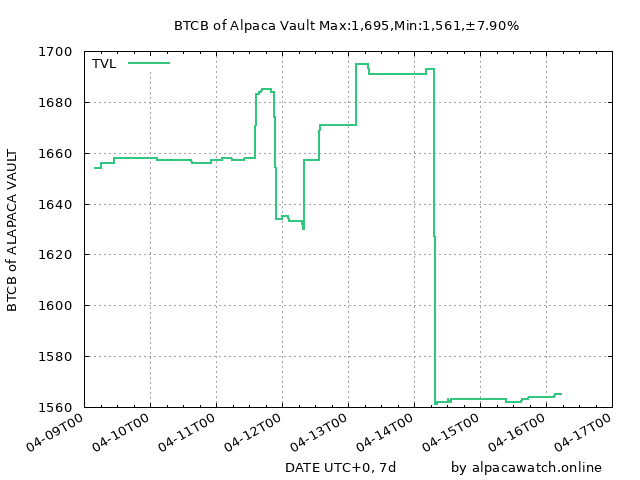 BTCB of Alpaca Vault Max:1,695,Min:1,561,±7.90%
TVL
BTCB of ALAPACA VAULT
1700
1680
1660
1640
1620
1600
1580
1560
04-09T00
04-10T00
04-11T00
04-12T00
04-13T00
04-14T00
04-15T00
04-16T00
04-17T00
DATE UTC+0, 7d
by alpacawatch.online